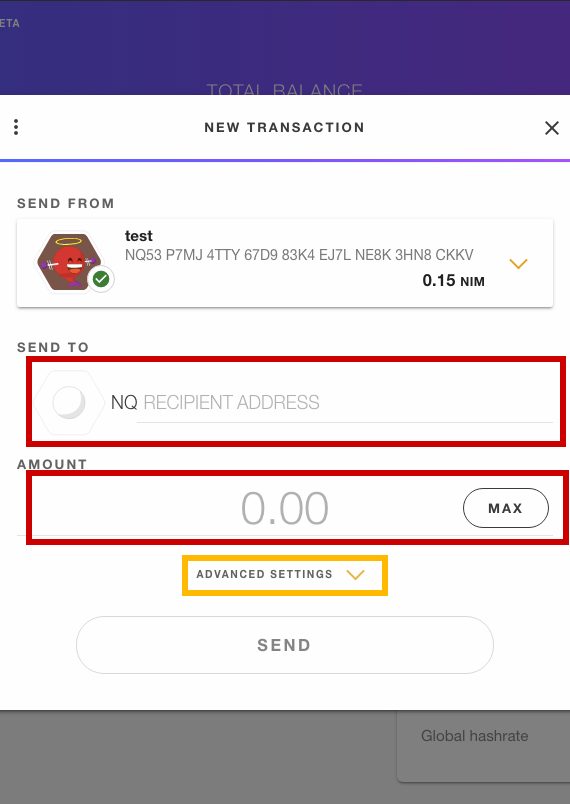 ETA
TOTAL BALANCE
NEW TRANSACTION
SEND FROM
test
NQ53 P7MJ 4TTY 67D9 83K4 EJ7L NE8K 3HN8 CKKV
0.15 NIM
SEND TO
NQ RECIPIENT ADDRESS
AMOUNT
0.00
MAX
ADVANCED SETTINGS
SEND
Global hashrate